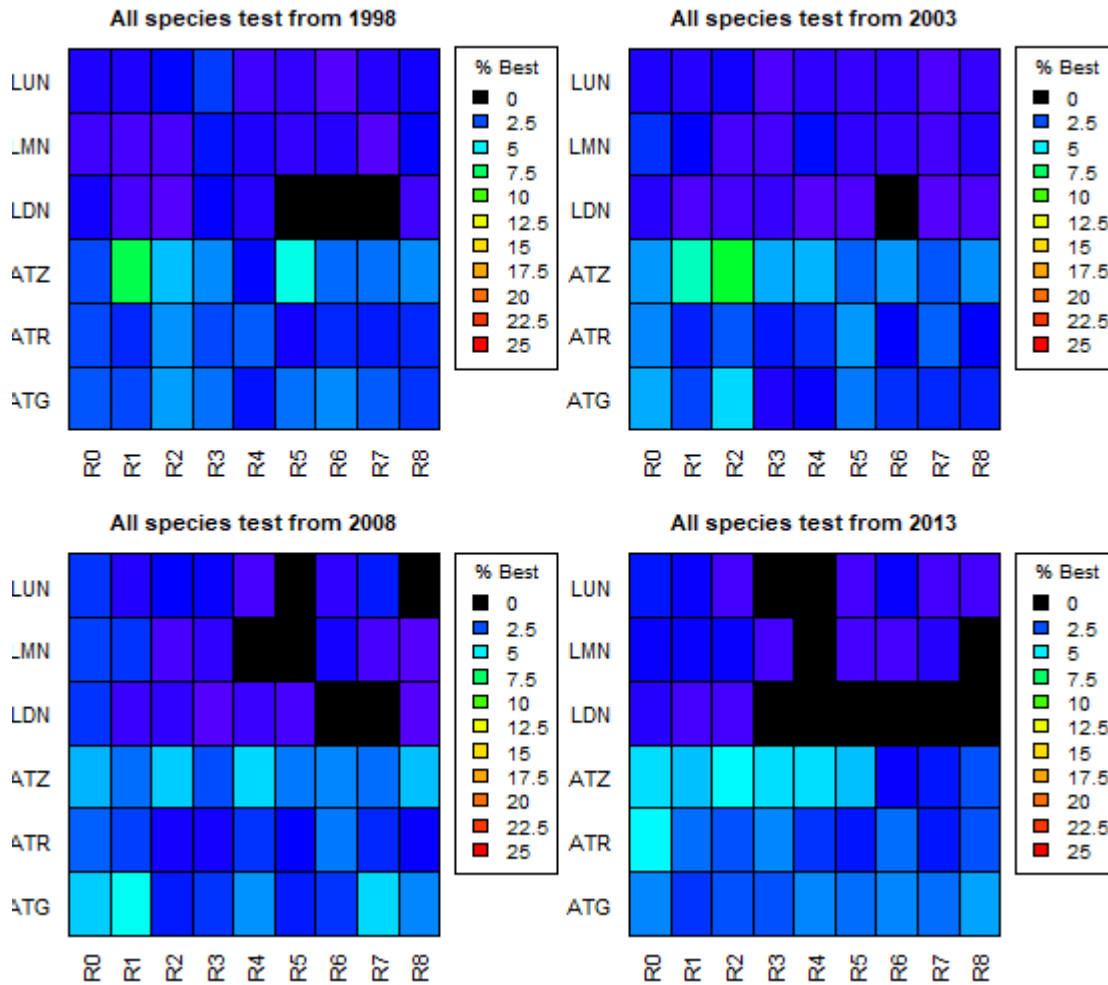 All species test from 1998
LUN
LMN
LDN
ATZ
ATR
ATG
R0 R1 R2 R3 R4 R5 R6 R7 R8
% Best
0
2.5
5
7.5
10
12.5
15
17.5
20
22.5
25
All species test from 2003
LUN
LMN
LDN
ATZ
ATR
ATG
R0 R1 R2 R3 R4 R5 R6 R7 R8
% Best
0
2.5
5
7.5
10
12.5
15
17.5
20
22.5
25
All species test from 2008
LUN
LMN
LDN
ATZ
ATR
ATG
R0 R1 R2 R3 R4 R5 R6 R7 R8
% Best
0
2.5
5
7.5
10
12.5
15
17.5
20
22.5
25
All species test from 2013
LUN
LMN
LDN
ATZ
ATR
ATG
R0 R1 R2 R3 R4 R5 R6 R7 R8
% Best
0
2.5
5
7.5
10
12.5
15
17.5
20
22.5
25